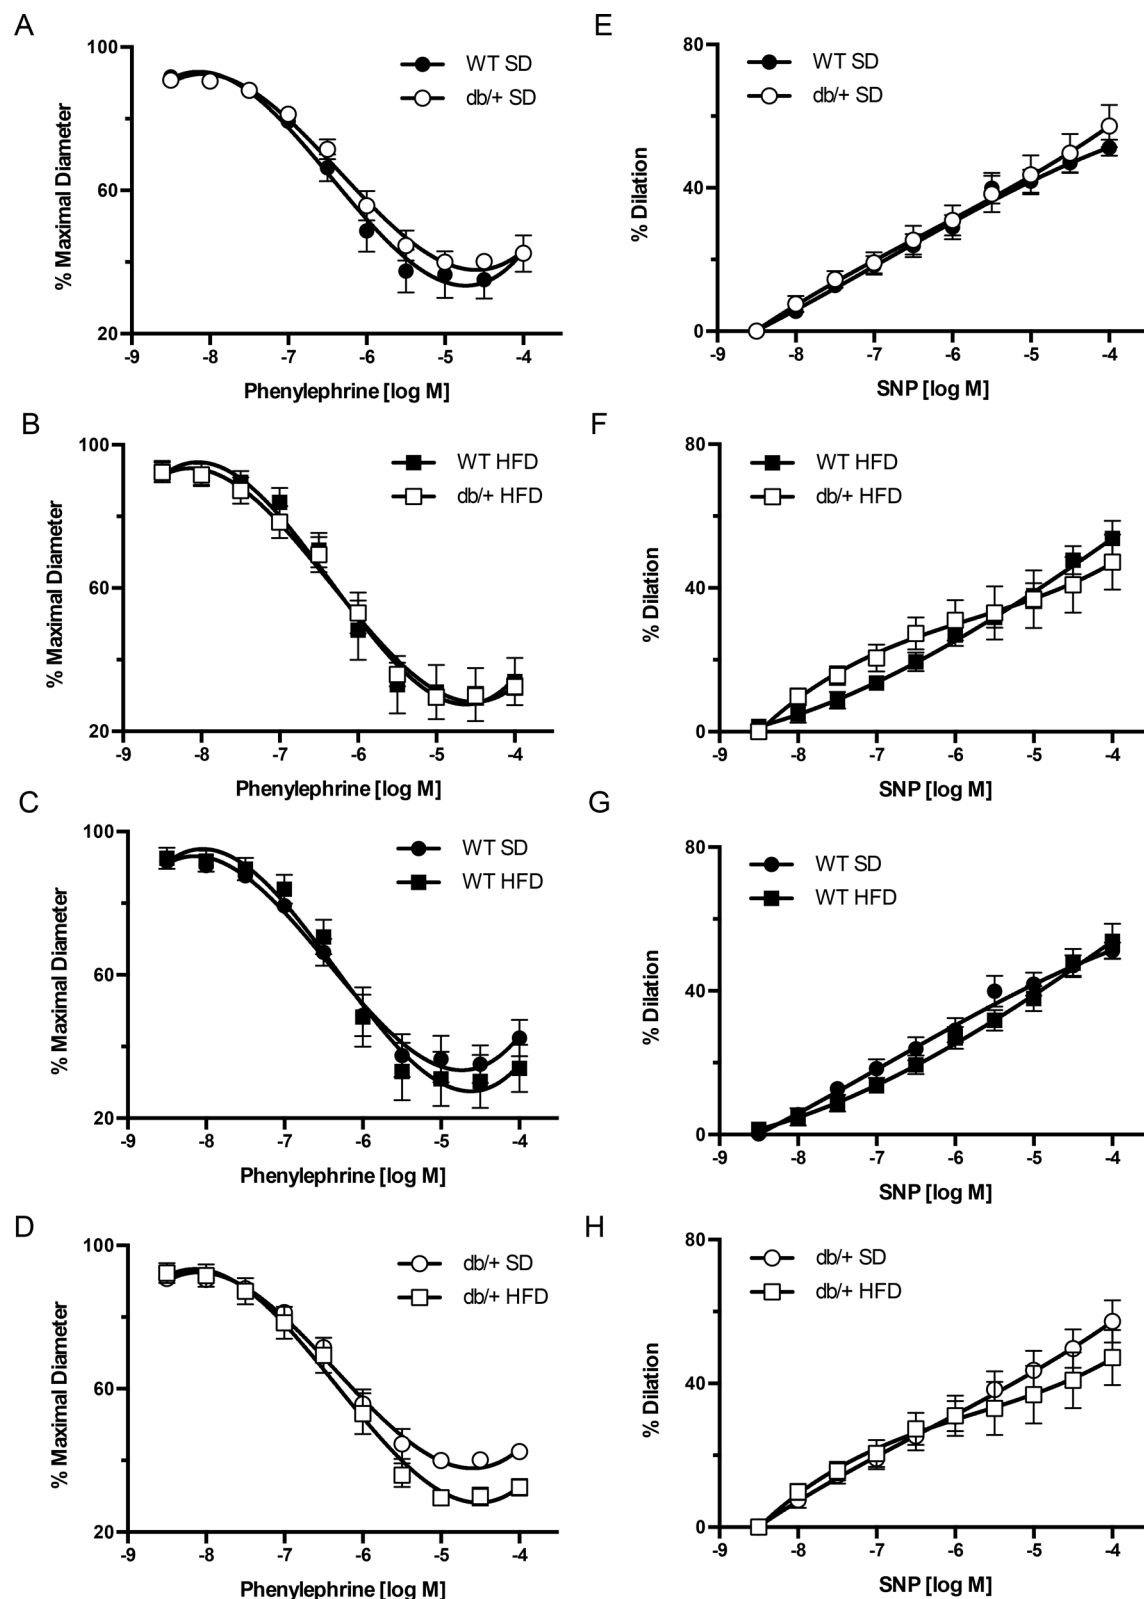 A
100
60
20
-9 -8 -7 -6 -5 -4
% Maximal Diameter
Phenylephrine [log M]
WT SD
db/+ SD
E
80
40
0
-9 -8 -7 -6 -5 -4
% Dilation
SNP [log M]
WT SD
db/+ SD
B
100
60
20
-9 -8 -7 -6 -5 -4
% Maximal Diameter
Phenylephrine [log M]
WT HFD
db/+ HFD
F
80
40
0
-9 -8 -7 -6 -5 -4
% Dilation
SNP [log M]
WT HFD
db/+ HFD
C
100
60
20
-9 -8 -7 -6 -5 -4
% Maximal Diameter
Phenylephrine [log M]
WT SD
WT HFD
G
80
40
0
-9 -8 -7 -6 -5 -4
% Dilation
SNP [log M]
WT SD
WT HFD
D
100
60
20
-9 -8 -7 -6 -5 -4
% Maximal Diameter
Phenylephrine [log M]
db/+ SD
db/+ HFD
H
80
40
0
-9 -8 -7 -6 -5 -4
% Dilation
SNP [log M]
db/+ SD
db/+ HFD